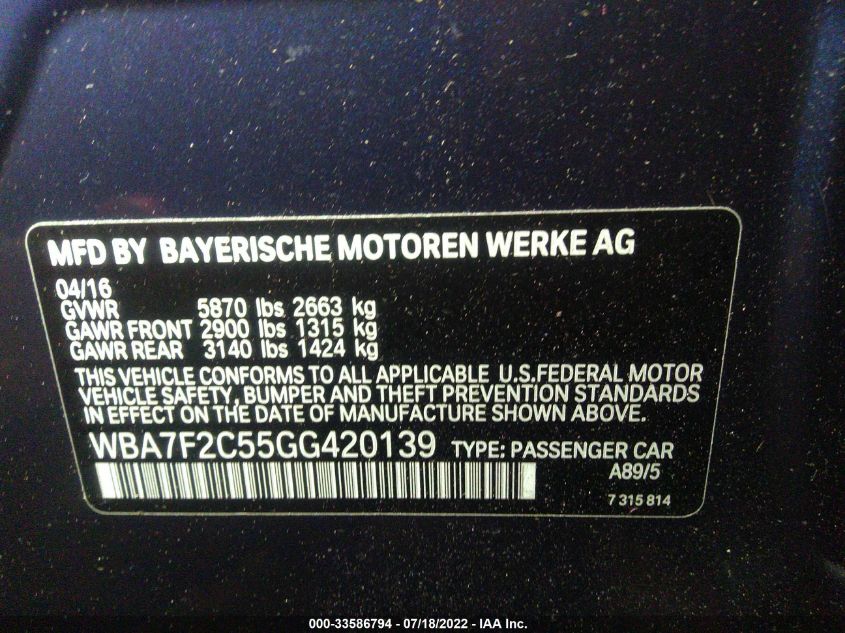 MFD BY BAYERISCHE MOTOREN WERKE AG
04/16
GVWR 5870 lbs 2663 kg
GAWR FRONT 2900 lbs 1315 kg
GAWR REAR 3140 lbs 1424 kg
THIS VEHICLE CONFORMS TO ALL APPLICABLE U.S.FEDERAL MOTOR
VEHICLE SAFETY, BUMPER AND THEFT PREVENTION STANDARDS
IN EFFECT ON THE DATE OF MANUFACTURE SHOWN ABOVE.
WBA7F2C55GG420139 TYPE: PASSENGER CAR
A89/5
7 315 814
000-33586794 - 07/18/2022 - IAA Inc.